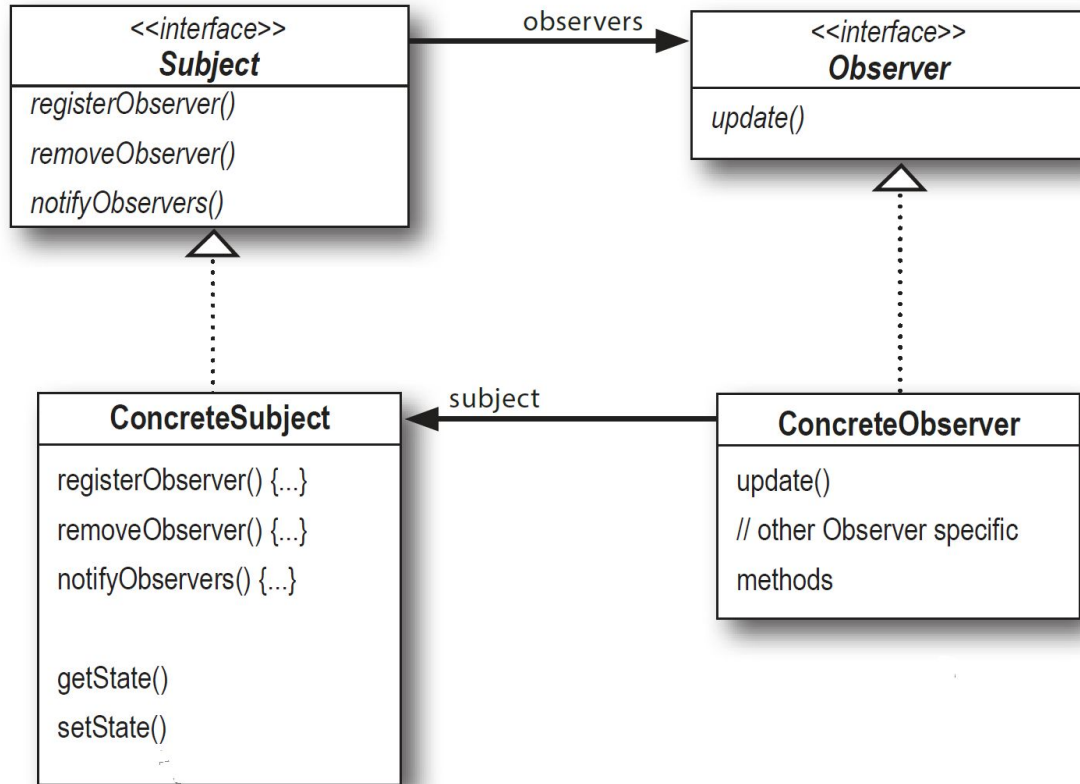 <<interface>>
Subject
registerObserver()
removeObserver()
notifyObservers()
observers
<<interface>>
Observer
update()
ConcreteSubject
registerObserver() {...}
removeObserver() {...}
notifyObservers() {...}
getState()
setState()
subject
ConcreteObserver
update()
// other Observer specific
methods